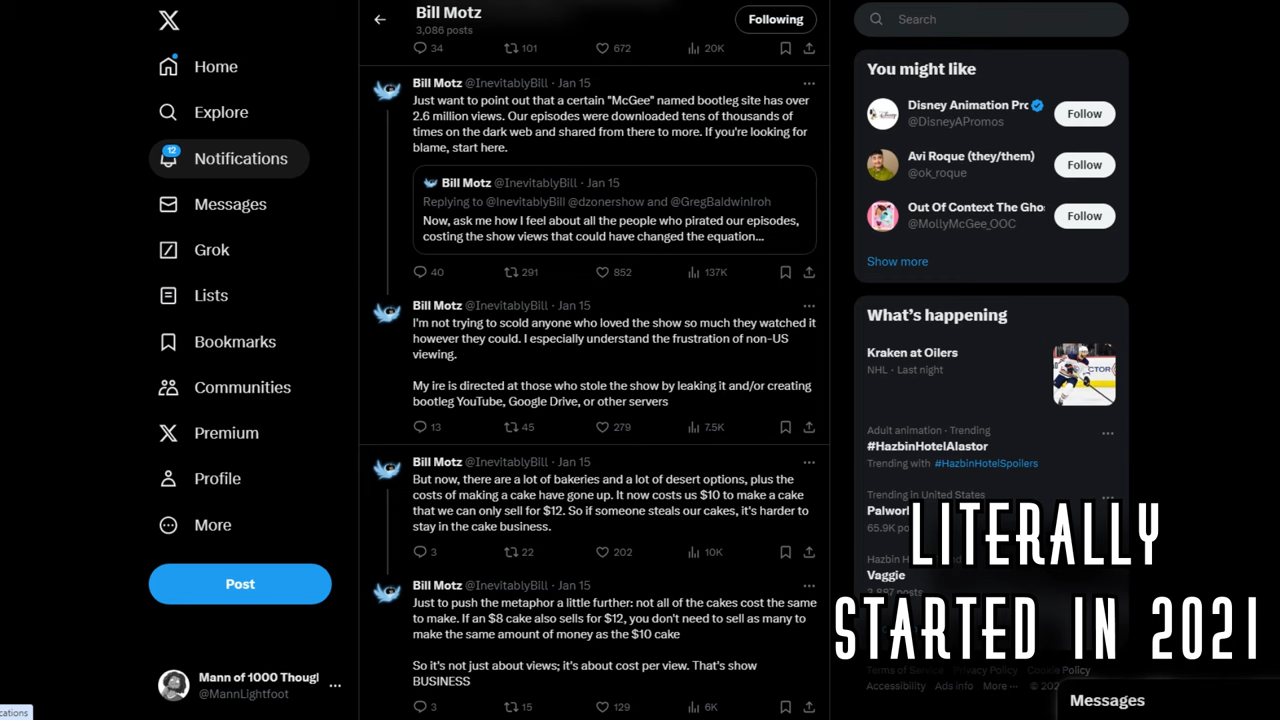 Home
Explore
12
Notifications
Messages
Grok
Lists
Bookmarks
Communities
Premium
Profile
More
Post
Mann of 1000 Thougl
@MannLightfoot
cations
Bill Motz
3,086 posts
Following
34 101 672 20K
Bill Motz @InevitablyBill · Jan 15
Just want to point out that a certain "McGee" named bootleg site has over
2.6 million views. Our episodes were downloaded tens of thousands of
times on the dark web and shared from there to more. If you're looking for
blame, start here.
Bill Motz @InevitablyBill · Jan 15
Replying to @InevitablyBill @dzonershow and @GregBaldwinIroh
Now, ask me how I feel about all the people who pirated our episodes,
costing the show views that could have changed the equation...
40 291 852 137K
Bill Motz @InevitablyBill · Jan 15
I'm not trying to scold anyone who loved the show so much they watched it
however they could. I especially understand the frustration of non-US
viewing.
My ire is directed at those who stole the show by leaking it and/or creating
bootleg YouTube, Google Drive, or other servers
13 45 279 7.5K
Bill Motz @InevitablyBill · Jan 15
But now, there are a lot of bakeries and a lot of desert options, plus the
costs of making a cake have gone up. It now costs us $10 to make a cake
that we can only sell for $12. So if someone steals our cakes, it's harder to
stay in the cake business.
3 22 202 10K
Bill Motz @InevitablyBill · Jan 15
Just to push the metaphor a little further: not all of the cakes cost the same
to make. If an $8 cake also sells for $12, you don't need to sell as many to
make the same amount of money as the $10 cake
So it's not just about views; it's about cost per view. That's show
BUSINESS
3 15 129 6K
Search
You might like
Disney Animation Prc
@DisneyAPromos
Follow
Avi Roque (they/them)
@ok_roque
Follow
Out Of Context The Ghos
@MollyMcGee_OOC
Follow
Show more
What's happening
Kraken at Oilers
NHL · Last night
Adult animation · Trending
#HazbinHotelAlastor
Trending with #HazbinHotelSpoilers
Trending in United States
Palwor
65.9K po
Hazbin H
Vaggie
LITERALLY
STARTED IN 2021
Terms of Service Privacy Policy Cookie Policy
Accessibility Ads info More ··· © 202
Messages